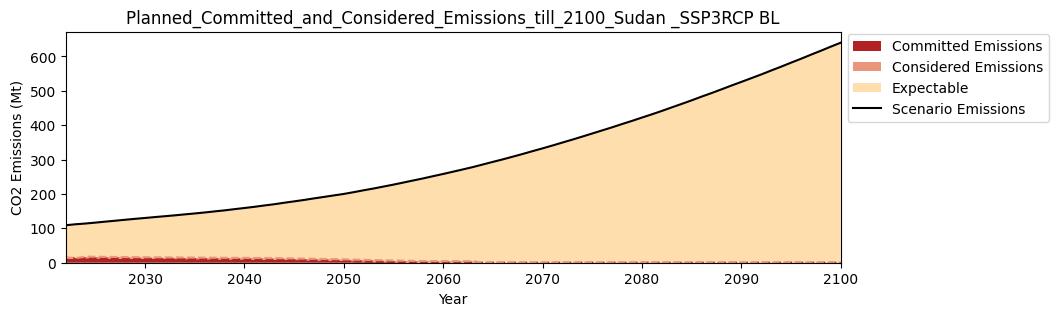 Planned_Committed_and_Considered_Emissions_till_2100_Sudan _SSP3RCP BL
Committed Emissions
Considered Emissions
Expectable
Scenario Emissions
CO2 Emissions (Mt)
600
500
400
300
200
100
0
2030 2040 2050 2060 2070 2080 2090 2100
Year